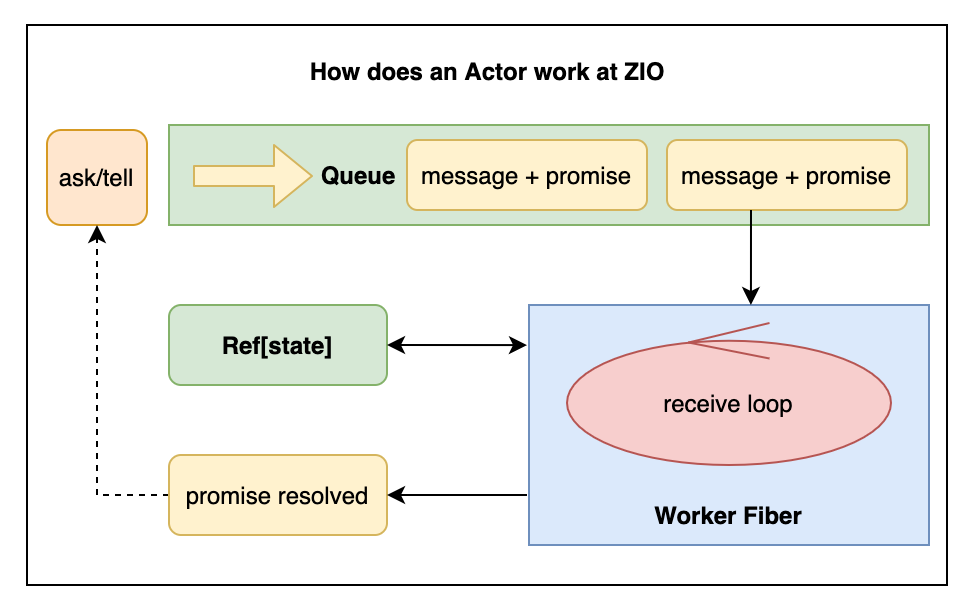 How does an Actor work at ZIO
ask/tell
Queue
message + promise
message + promise
Ref[state]
receive loop
promise resolved
Worker Fiber